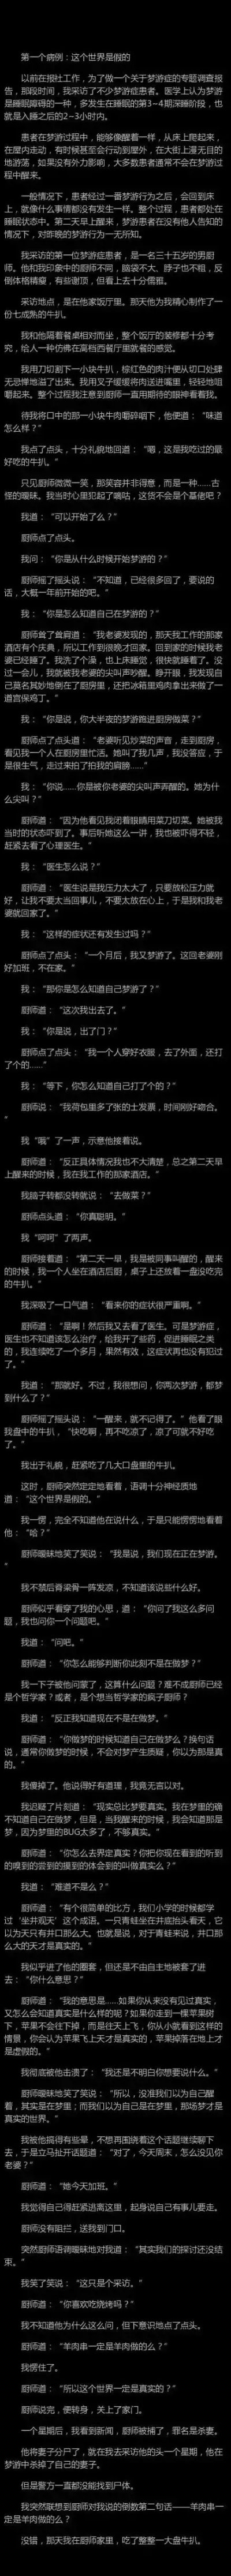 第一个病例：这个世界是假的
以前在报社工作，为了做一个关于梦游症的专题调查报
告，那段时间，我采访了不少梦游症患者。医学上认为梦游
是睡眠障碍的一种，多发生在睡眠的第3~4期深睡阶段，也
就是入睡之后的2~3小时内。
患者在梦游过程中，能够像醒着一样，从床上爬起来，
在屋内走动，有时候甚至会行动到屋外，在大街上漫无目的
地游荡，如果没有外力影响，大多数患者通常不会在梦游过
程中醒来。
一般情况下，患者经过一番梦游行为之后，会回到床
上，就像什么事情都没有发生一样。整个过程，患者都处在
睡眠状态中。第二天早上醒来，梦游患者在没有他人告知的
情况下，对昨晚的梦游行为一无所知。
我采访的第一位梦游症患者，是一名三十五岁的男厨
师。他和我印象中的厨师不同，脑袋不大、脖子也不粗，反
倒体格精瘦，有些谢顶，但看上去十分儒雅。
采访地点，是在他家饭厅里。那天他为我精心制作了一
份七成熟的牛扒。
我和他隔着餐桌相对而坐，整个饭厅的装修都十分考
究，给人一种仿佛在高档西餐厅里就餐的感觉。
我用刀切割下一小块牛扒，棕红色的肉汁便从切口处肆
无忌惮地溢了出来。我用叉子缓缓将肉送进嘴里，轻轻地咀
嚼起来。整个过程我注意到厨师一直用期待的眼神看着我。
待我将口中的那一小块牛肉嚼碎咽下，他便道：“味道
怎么样？”
我点了点头，十分礼貌地回道：“嗯，这是我吃过的最
好吃的牛扒。”
只见厨师微微一笑，那笑容并非得意，而是一种……古
怪的暧昧。我当时心里犯起了嘀咕，这货不会是个基佬吧？
我道：“可以开始了么？”
厨师点了点头。
我问：“你是从什么时候开始梦游的？”
厨师摇了摇头说：“不知道，已经很多回了，要说的
话，大概一年前开始的吧。”
我：“你是怎么知道自己在梦游的？”
厨师耸了耸肩道：“我老婆发现的，那天我工作的那家
酒店有个庆典，所以工作到很晚才回家。回到家的时候我老
婆已经睡了。我洗了个澡，也上床睡觉，很快就睡着了。没
过一会儿，我就被我老婆的尖叫声吵醒。睁开眼，我发现自
己莫名其妙地倒在了厨房里，还把冰箱里鸡肉拿出来做了一
道宫保鸡丁。”
我：“你是说，你大半夜的梦游跑进厨房做菜？”
厨师点了点头道：“老婆听见炒菜的声音，走到厨房，
看见我一个人在厨房里忙活。她叫了我几声，我没答应，于
是很生气，走过来拍了拍我的肩膀……”
我：“你说……你是被你老婆的尖叫声弄醒的。她为什
么尖叫？”
厨师道：“因为他看见我闭着眼睛用菜刀切菜。她被我
当时的状态吓到了。事后听她这么一讲，我也被吓得不轻，
赶紧去看了心理医生。”
我：“医生怎么说？”
厨师道：“医生说是我压力太大了，只要放松压力就
好，让我不要太当回事儿，不要太放在心上，于是我和我老
婆就回家了。”
我：“这样的症状还有发生过吗？”
厨师点了点头：“一个月后，我又梦游了。这回老婆刚
好加班，不在家。”
我：“那你是怎么知道自己梦游了？”
厨师道：“这次我出去了。”
我：“你是说，出了门？”
厨师点了点头：“我一个人穿好衣服，去了外面，还打
了个的……”
我：“等下，你怎么知道自己打了个的？”
厨师说：“我荷包里多了张的士发票，时间刚好吻合。
”
我“哦”了一声，示意他接着说。
厨师道：“反正具体情况我也不大清楚，总之第二天早
上醒来的时候，我在我工作的那家酒店。”
我脑子转都没转就说：“去做菜？”
厨师点头道：“你真聪明。”
我“呵呵”了两声。
厨师接着道：“第二天一早，我是被同事叫醒的，醒来
的时候，我一个人坐在酒店后厨，桌子上还放着一盘没吃完
的牛扒。”
我深吸了一口气道：“看来你的症状很严重啊。”
厨师道：“是啊！然后我又去看了医生。可是梦游症，
医生也不知道该怎么治疗，给我开了些药，促进睡眠之类
的，我连续吃了一个多月，果然有效，这症状再也没有犯过
了。”
我道：“那就好。不过，我很想问，你两次梦游，都梦
到什么了？”
厨师摇了摇头说：“一醒来，就不记得了。”他看了眼
我盘中的牛扒，“快吃啊，再不吃凉了，凉了可就不好吃
了。”
我出于礼貌，赶紧吃了几大口盘里的牛扒。
这时，厨师突然定定地看着，语调十分神经质地
道：“这个世界是假的。”
我一愣，完全不知道他在说什么，于是只能愣愣地看着
他：“哈？”
厨师暧昧地笑了笑说：“我是说，我们现在正在梦游。
”
我不禁后脊梁骨一阵发凉，不知道该说些什么好。
厨师似乎看穿了我的心思，道：“你问了我这么多问
题，我也问你一个问题吧。”
我道：“问吧。”
厨师道：“你怎么能够判断你此刻不是在做梦？”
我一下子被他问蒙了，这算什么问题？难不成厨师已经
是个哲学家？或者，是个想当哲学家的疯子厨师？
我道：“反正我知道现在不是在做梦。”
厨师道：“你做梦的时候知道自己在做梦么？换句话
说，通常你做梦的时候，不会对梦产生质疑，你以为那是真
的。”
我傻掉了。他说得好有道理，我竟无言以对。
我迟疑了片刻道：“现实总比梦要真实。我在梦里的确
不知道自己在做梦，但是，当我醒来的时候，我会知道那是
梦，因为梦里的BUG太多了，不够真实。”
厨师道：“你怎么去界定真实？你把你现在看到的听到
的嗅到的尝到的摸到的体会到的叫做真实么？”
我道：“难道不是么？”
厨师道：“有个很简单的比方，我们小学的时候都学
过‘坐井观天’这个成语。一只青蛙坐在井底抬头看天，它
以为天只有井口那么大。也就是说，对于青蛙来说，井口那
么大的天才是真实的。”
我似乎进了他的圈套，但还是不由自主地被套了进
去：“你什么意思？”
厨师道：“我的意思是……如果你从来没有见过真实，
又怎么会知道真实是什么样的呢？如果你走到一棵苹果树
下，苹果不会往下掉，而是往天上飞，你从小就看到这样的
情景，你会认为苹果飞上天才是真实的，苹果掉落在地上才
是虚假的。”
我彻底被他击溃了：“我还是不明白你想要说什么。”
厨师暧昧地笑了笑说：“所以，没准我们以为自己醒
着，其实是在梦里；而我们以为自己是在梦里，那场梦才是
真实的世界。”
我被他搞得有些晕，不想再围绕着这个话题继续聊下
去，于是立马扯开话题道：“对了，今天周末，怎么没见你
老婆？”
厨师道：“她今天加班。”
我觉得自己得赶紧逃离这里，起身说自己有事儿要走。
厨师没有阻拦，送我到门口。
突然厨师语调暧昧地对我道：“其实我们的探讨还没结
束。”
我笑了笑说：“这只是个采访。”
厨师道：“你喜欢吃烧烤吗？”
我不知道他为什么这么问，但下意识地点了点头。
厨师道：“羊肉串一定是羊肉做的么？”
我愣住了。
厨师道：“所以这个世界一定是真实的？”
厨师说完，便转身，关上了家门。
一个星期后，我看到新闻，厨师被捕了，罪名是杀妻。
他将妻子分尸了，就在我去采访他的头一个星期，他在
梦游中杀掉了自己的妻子。
但是警方一直都没能找到尸体。
我突然联想到厨师对我说的倒数第二句话——羊肉串一
定是羊肉做的么？
没错，那天我在厨师家里，吃了整整一大盘牛扒。